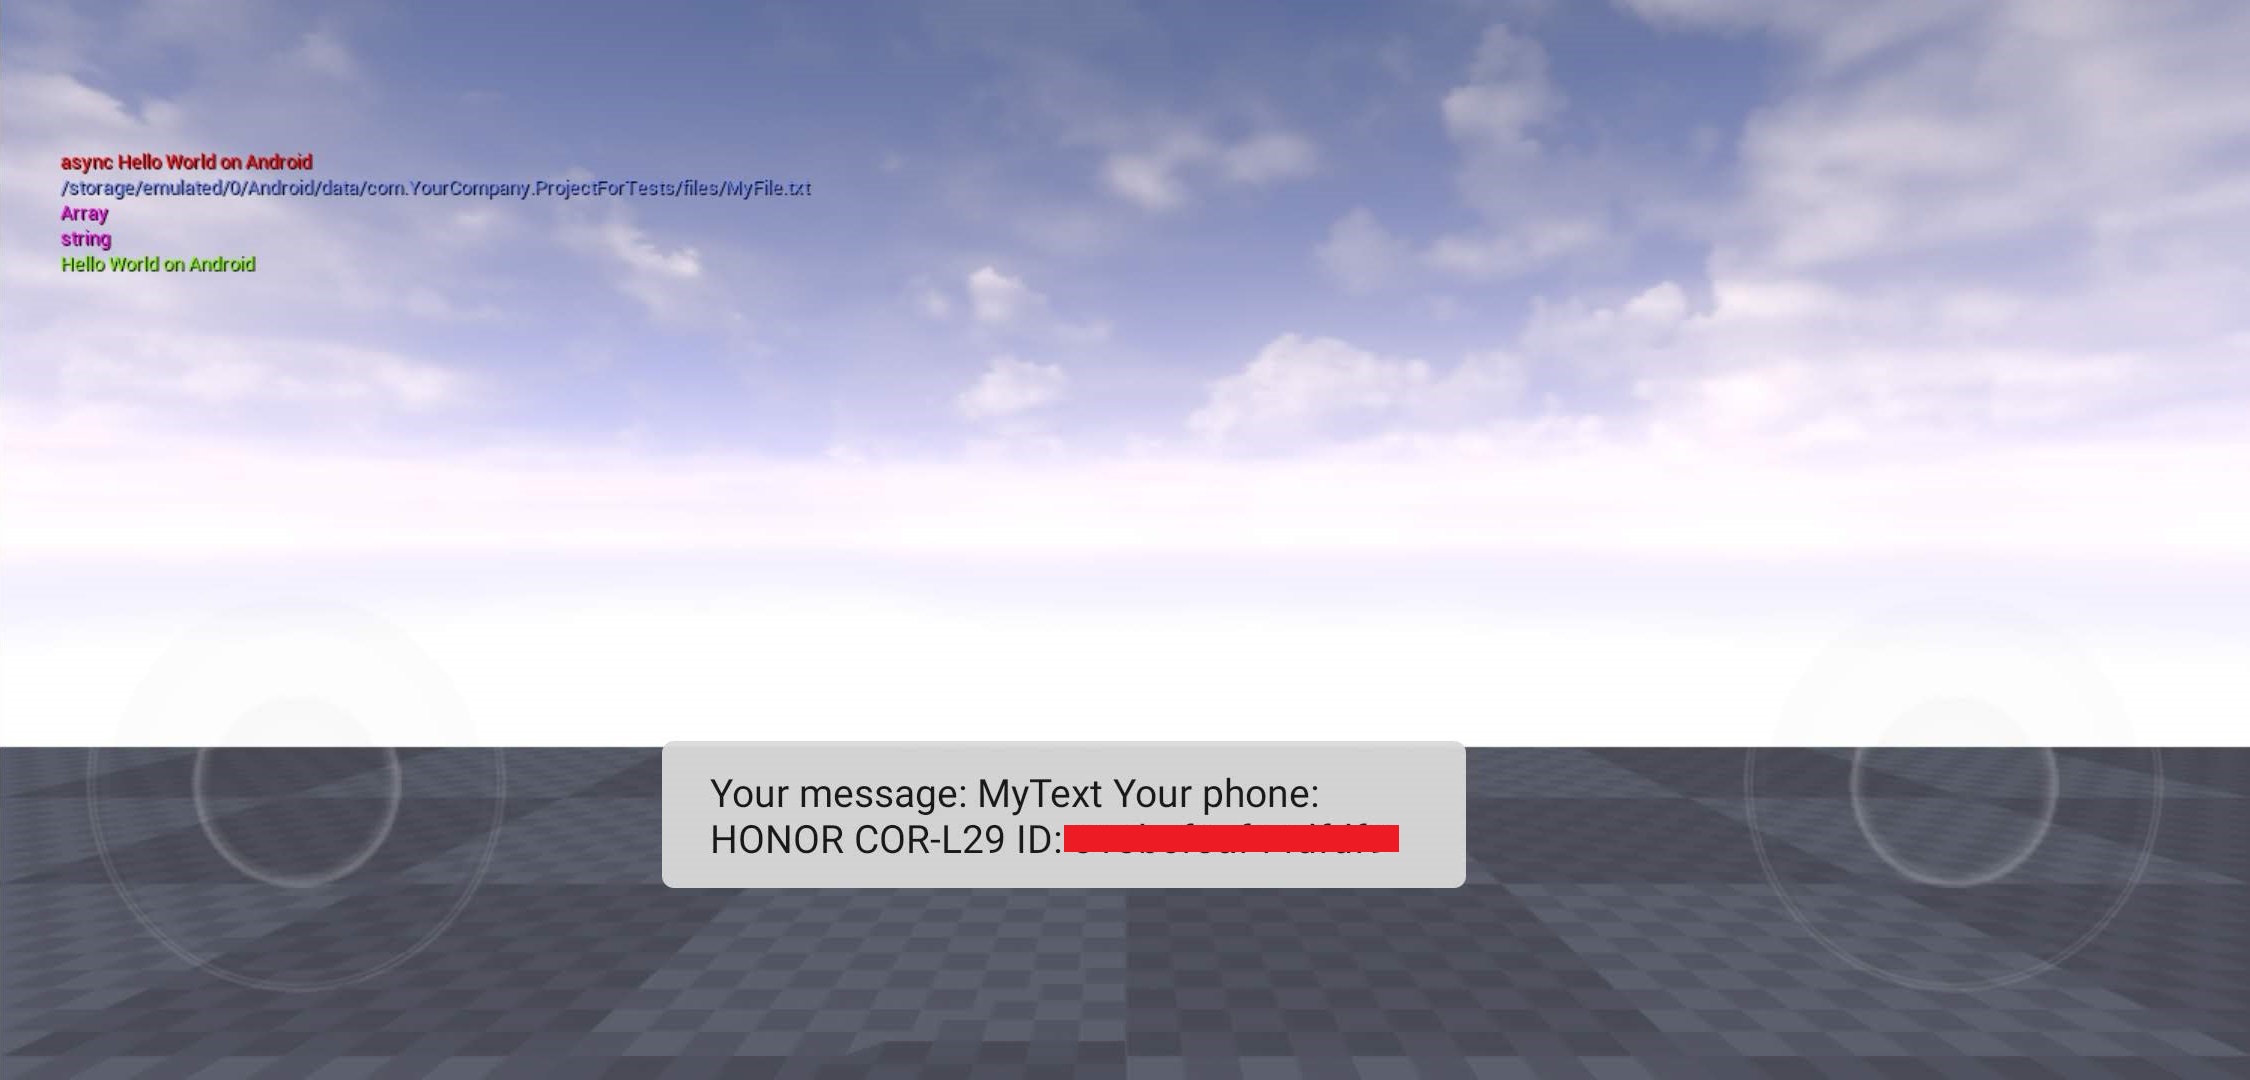 async Hello World on Android
/storage/emulated/0/Android/data/com.YourCompany.ProjectForTests/files/MyFile.txt
Array
string
Hello World on Android
Your message: MyText Your phone:
HONOR COR-L29 ID: